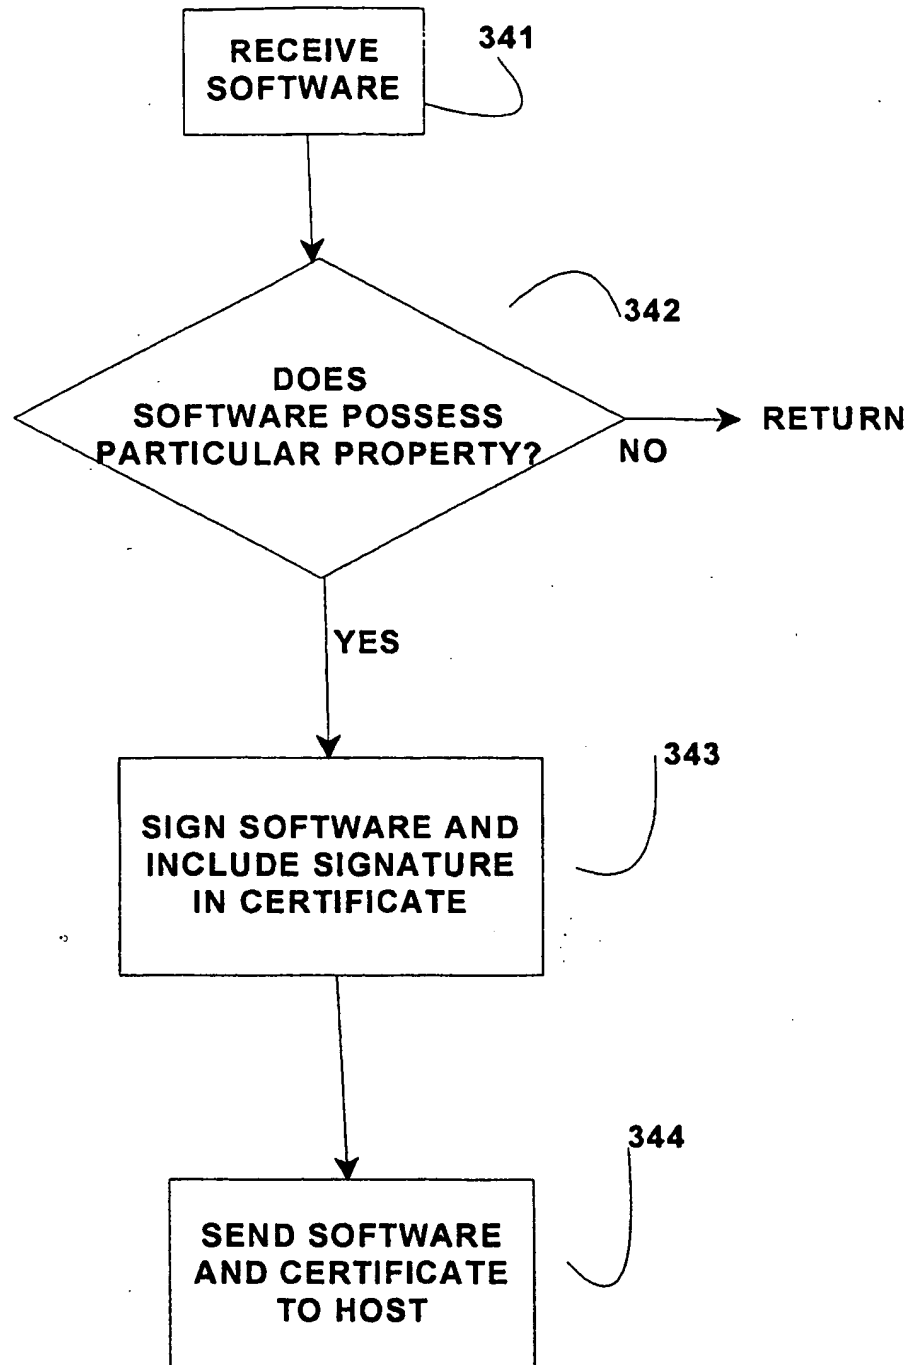 RECEIVE
SOFTWARE
341
342
DOES
SOFTWARE POSSESS
PARTICULAR PROPERTY?
RETURN
NO
YES
343
SIGN SOFTWARE AND
INCLUDE SIGNATURE
IN CERTIFICATE
344
SEND SOFTWARE
AND CERTIFICATE
TO HOST